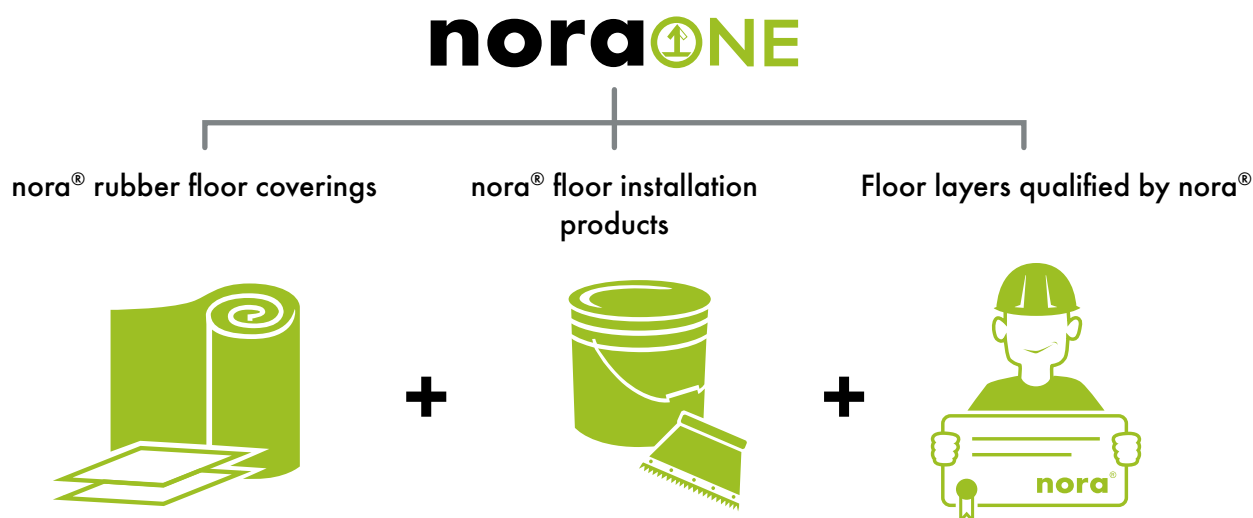 noraONE
nora® rubber floor coverings
nora® floor installation
products
Floor layers qualified by nora®
nora®